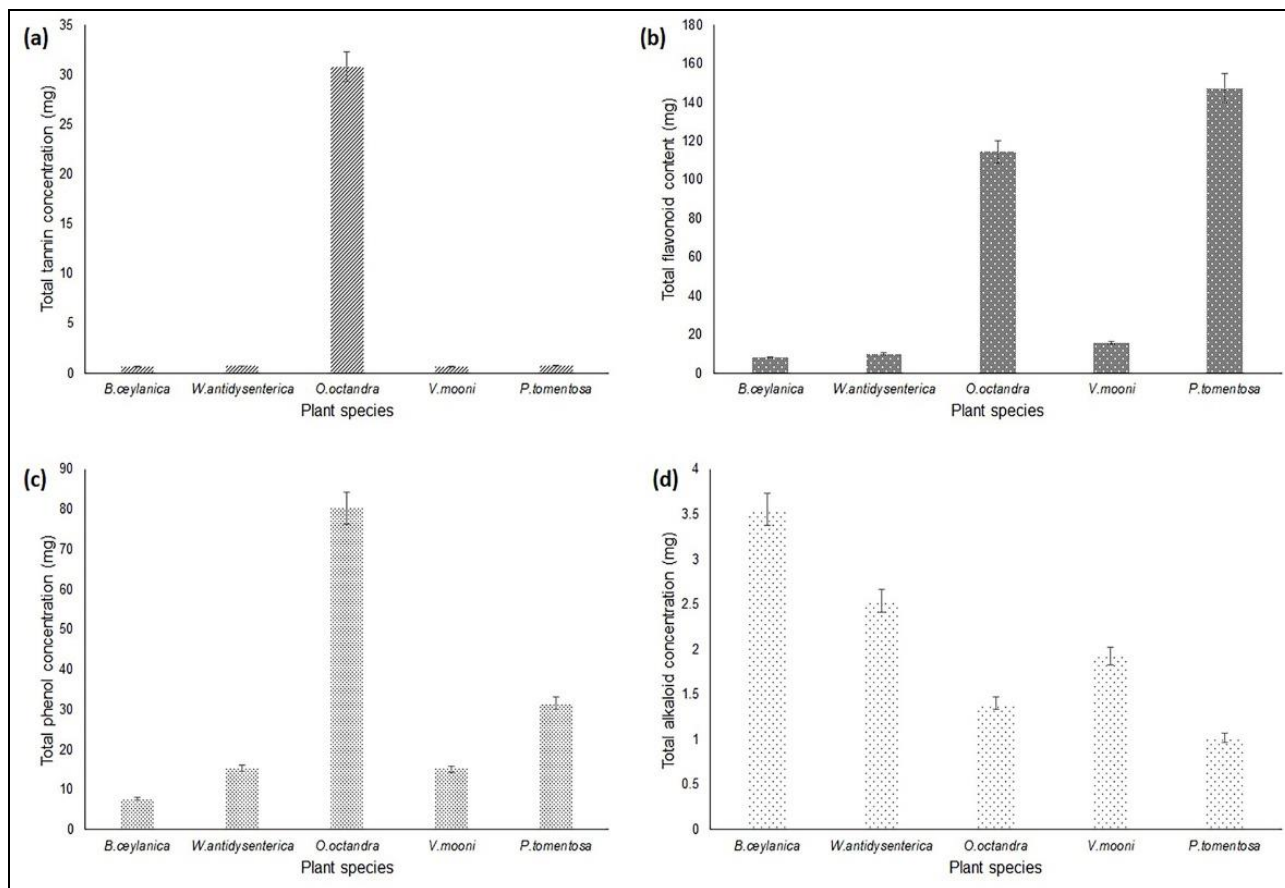 (a)
Total tannin concentration (mg)
35
30
25
20
15
10
5
0
B.ceylanica W.antidysenterica O.octandra V.mooni P.tomentosa
Plant species
(b)
Total flavonoid content (mg)
180
160
140
120
100
80
60
40
20
0
B.ceylanica W.antidysenterica O.octandra V.mooni P.tomentosa
Plant species
(c)
Total phenol concentration (mg)
90
80
70
60
50
40
30
20
10
0
B.ceylanica W.antidysenterica O.octandra V.mooni P.tomentosa
Plant species
(d)
Total alkaloid concentration (mg)
4
3.5
3
2.5
2
1.5
1
0.5
0
B.ceylanica W.antidysenterica O.octandra V.mooni P.tomentosa
Plant species